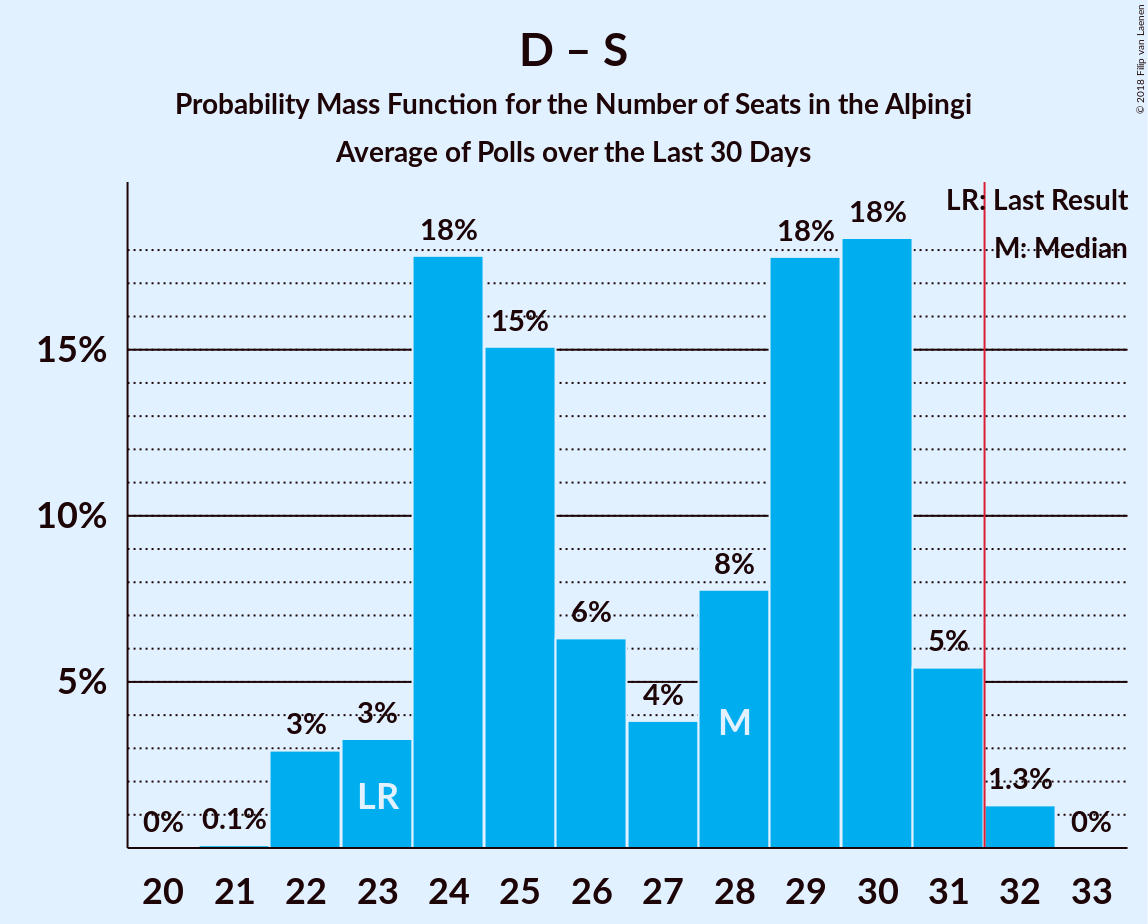 D – S
Probability Mass Function for the Number of Seats in the Alþingi
Average of Polls over the Last 30 Days
© 2018 Filip van Laenen
LR: Last Result
M: Median
15%
10%
5%
0%
0.1%
3%
3%
18%
15%
6%
4%
8%
18%
18%
5%
1.3%
0%
LR
M
20 21 22 23 24 25 26 27 28 29 30 31 32 33